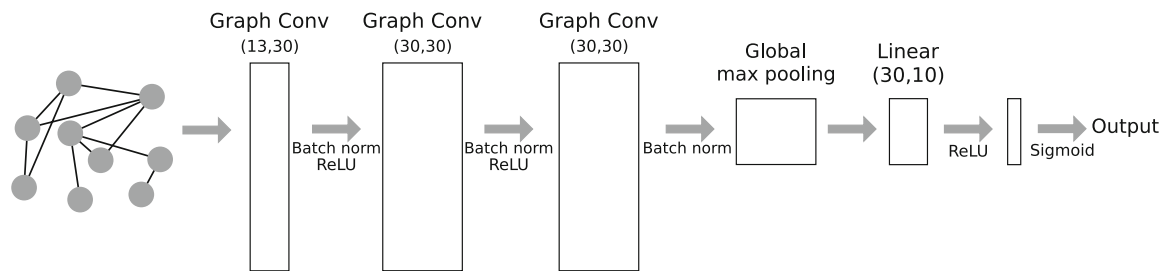 Graph Conv
(13,30)
Batch norm
ReLU
Graph Conv
(30,30)
Batch norm
ReLU
Graph Conv
(30,30)
Batch norm
Global
max pooling
Linear
(30,10)
ReLU
Sigmoid
Output